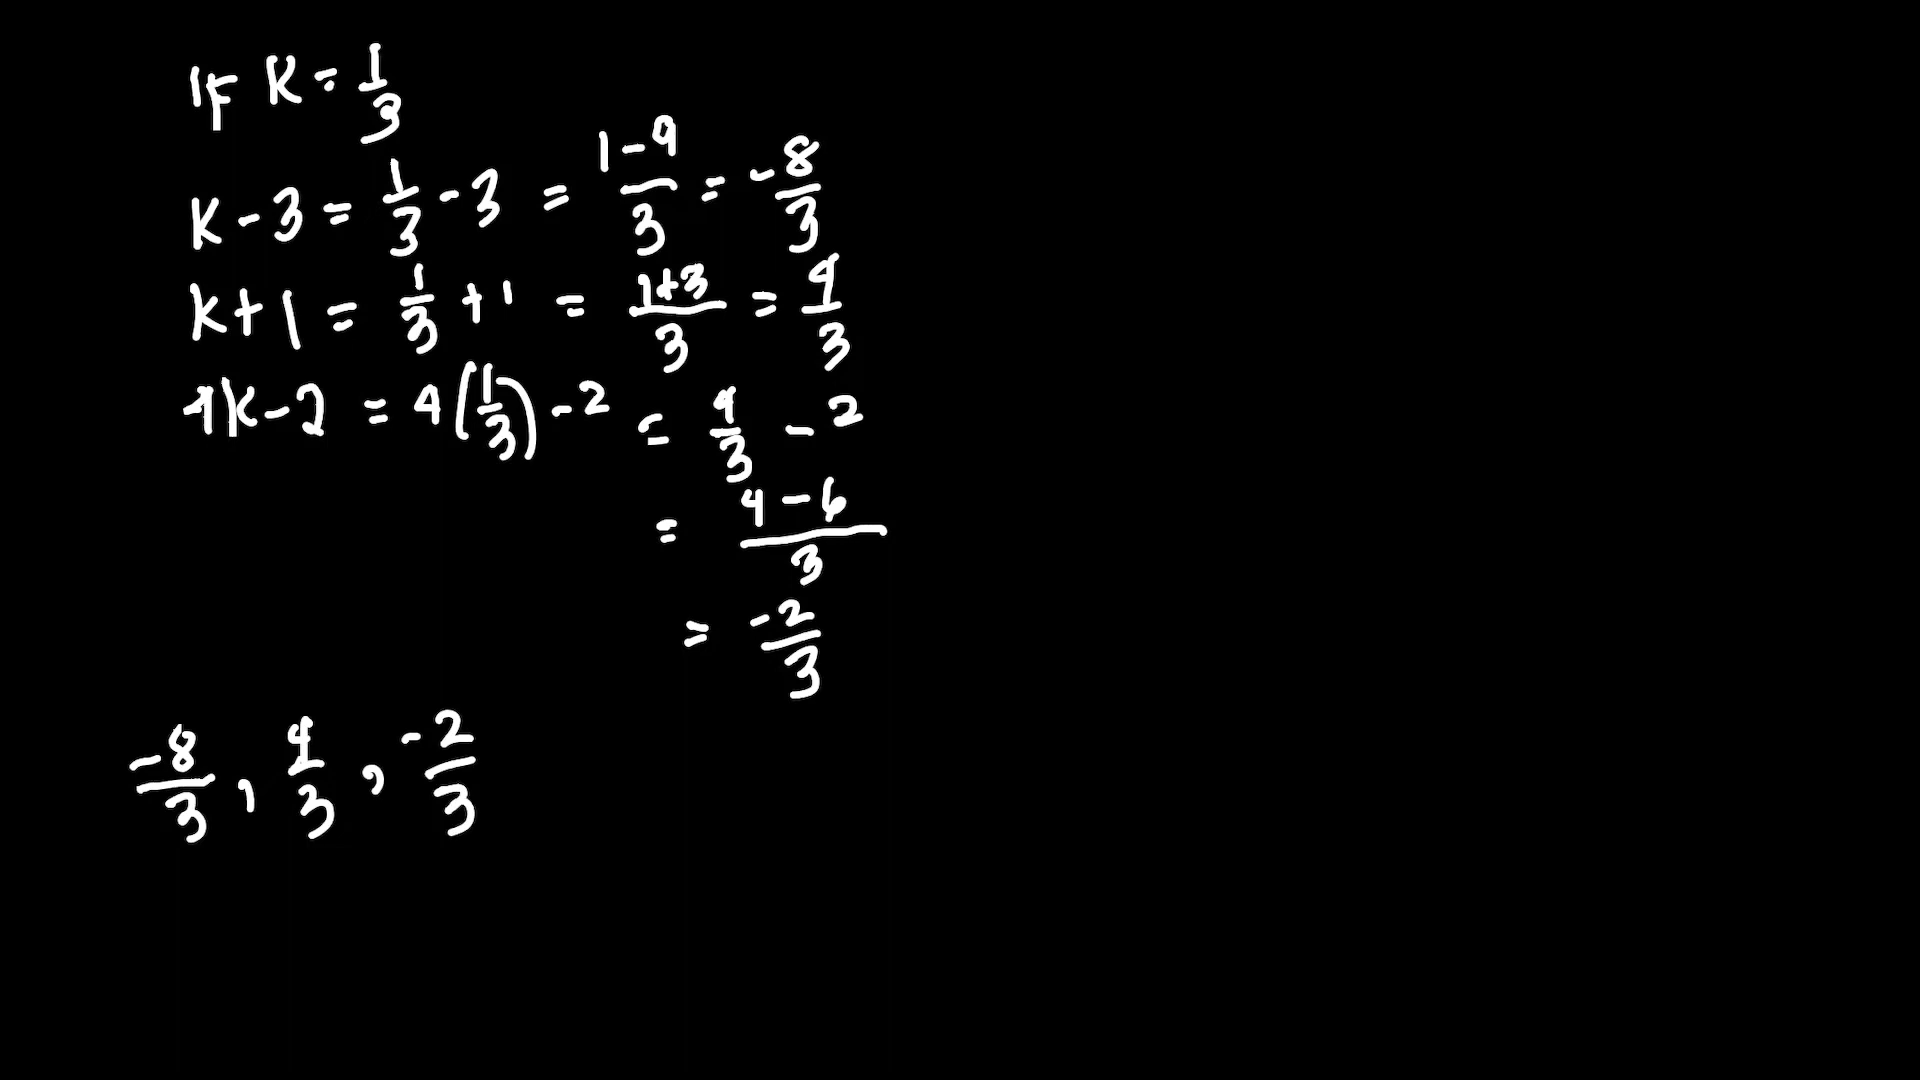 If K = 1/3
K - 3 = 1/3 - 3 = (1 - 9)/3 = -8/3
K + 1 = 1/3 + 1 = (1+3)/3 = 4/3
4K - 2 = 4(1/3) - 2 = 4/3 - 2
= (4 - 6)/3
= -2/3
-8/3, 4/3, -2/3